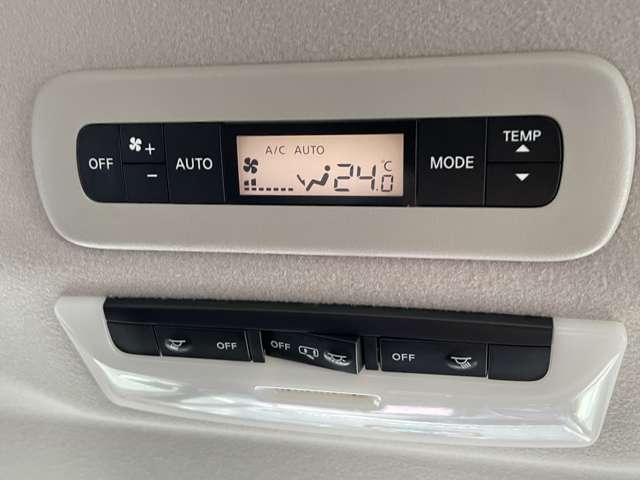 OFF + - AUTO A/C AUTO 24.0 °C MODE TEMP
OFF OFF OFF